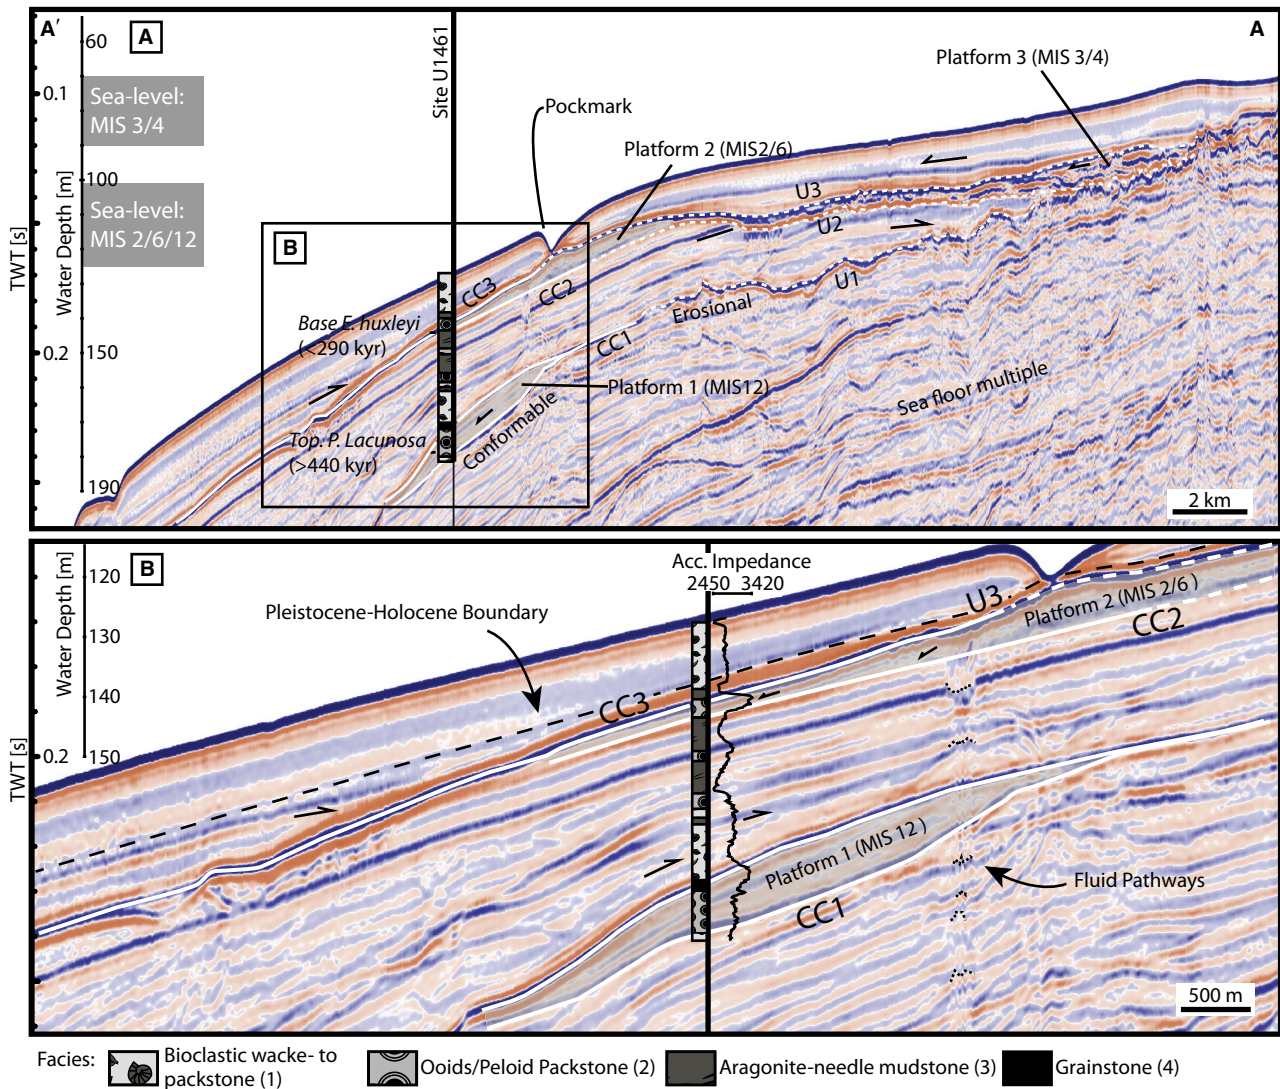 A′
A
A
60
0.1
Sea-level:
MIS 3/4
100
Sea-level:
MIS 2/6/12
TWT [s]
Water Depth [m]
0.2
150
190
Site U1461
Pockmark
Platform 2 (MIS2/6)
Platform 3 (MIS 3/4)
U3
U2
U1
B
CC3
CC2
CC1
Erosional
Base E. huxleyi
(<290 kyr)
Platform 1 (MIS12)
Top. P. Lacunosa
(>440 kyr)
Conformable
Sea floor multiple
2 km
B
120
130
140
150
0.2
Water Depth [m]
TWT [s]
Acc. Impedance
2450 3420
Pleistocene-Holocene Boundary
U3
Platform 2 (MIS 2/6 )
CC2
CC3
Platform 1 (MIS 12 )
CC1
Fluid Pathways
500 m
Facies:
Bioclastic wacke- to
packstone (1)
Ooids/Peloid Packstone (2)
Aragonite-needle mudstone (3)
Grainstone (4)